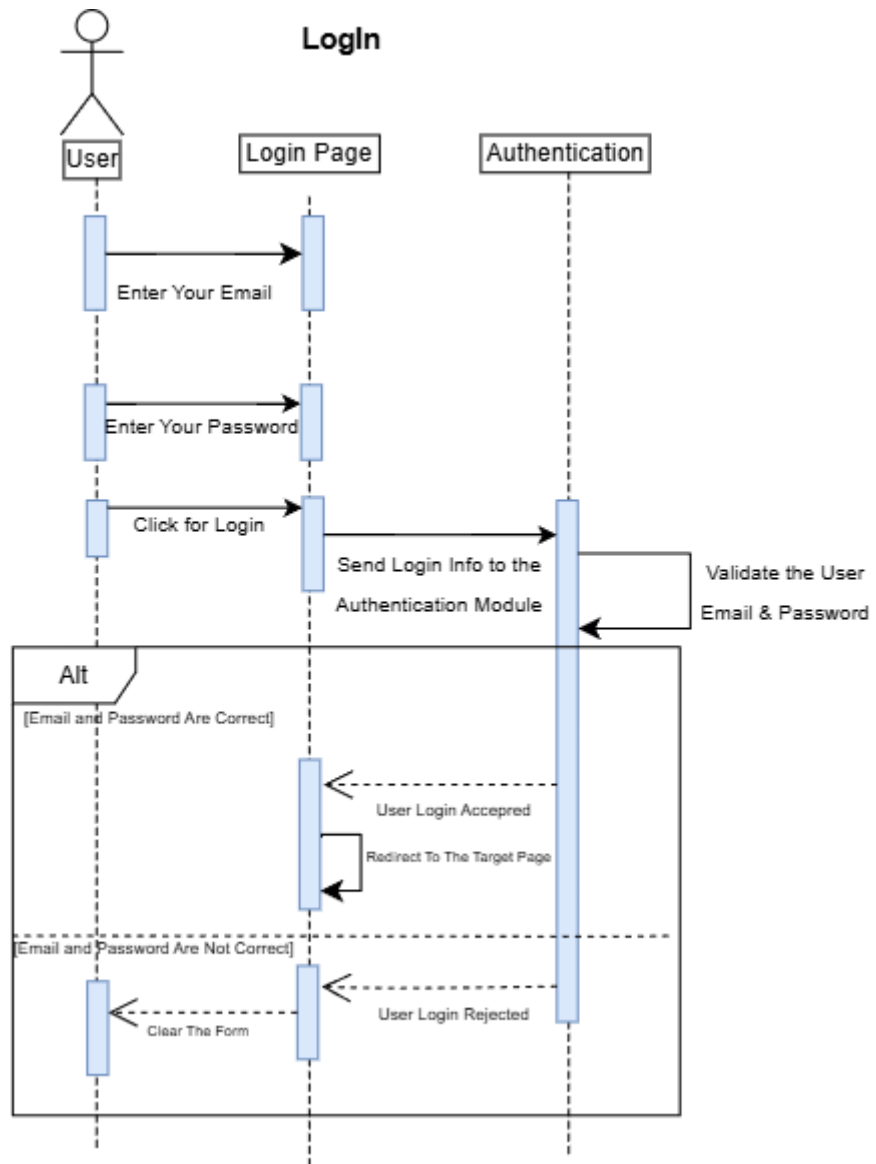 LogIn
User
Login Page
Authentication
Enter Your Email
Enter Your Password
Click for Login
Send Login Info to the
Authentication Module
Validate the User
Email & Password
Alt
[Email and Password Are Correct]
User Login Accepred
Redirect To The Target Page
[Email and Password Are Not Correct]
User Login Rejected
Clear The Form